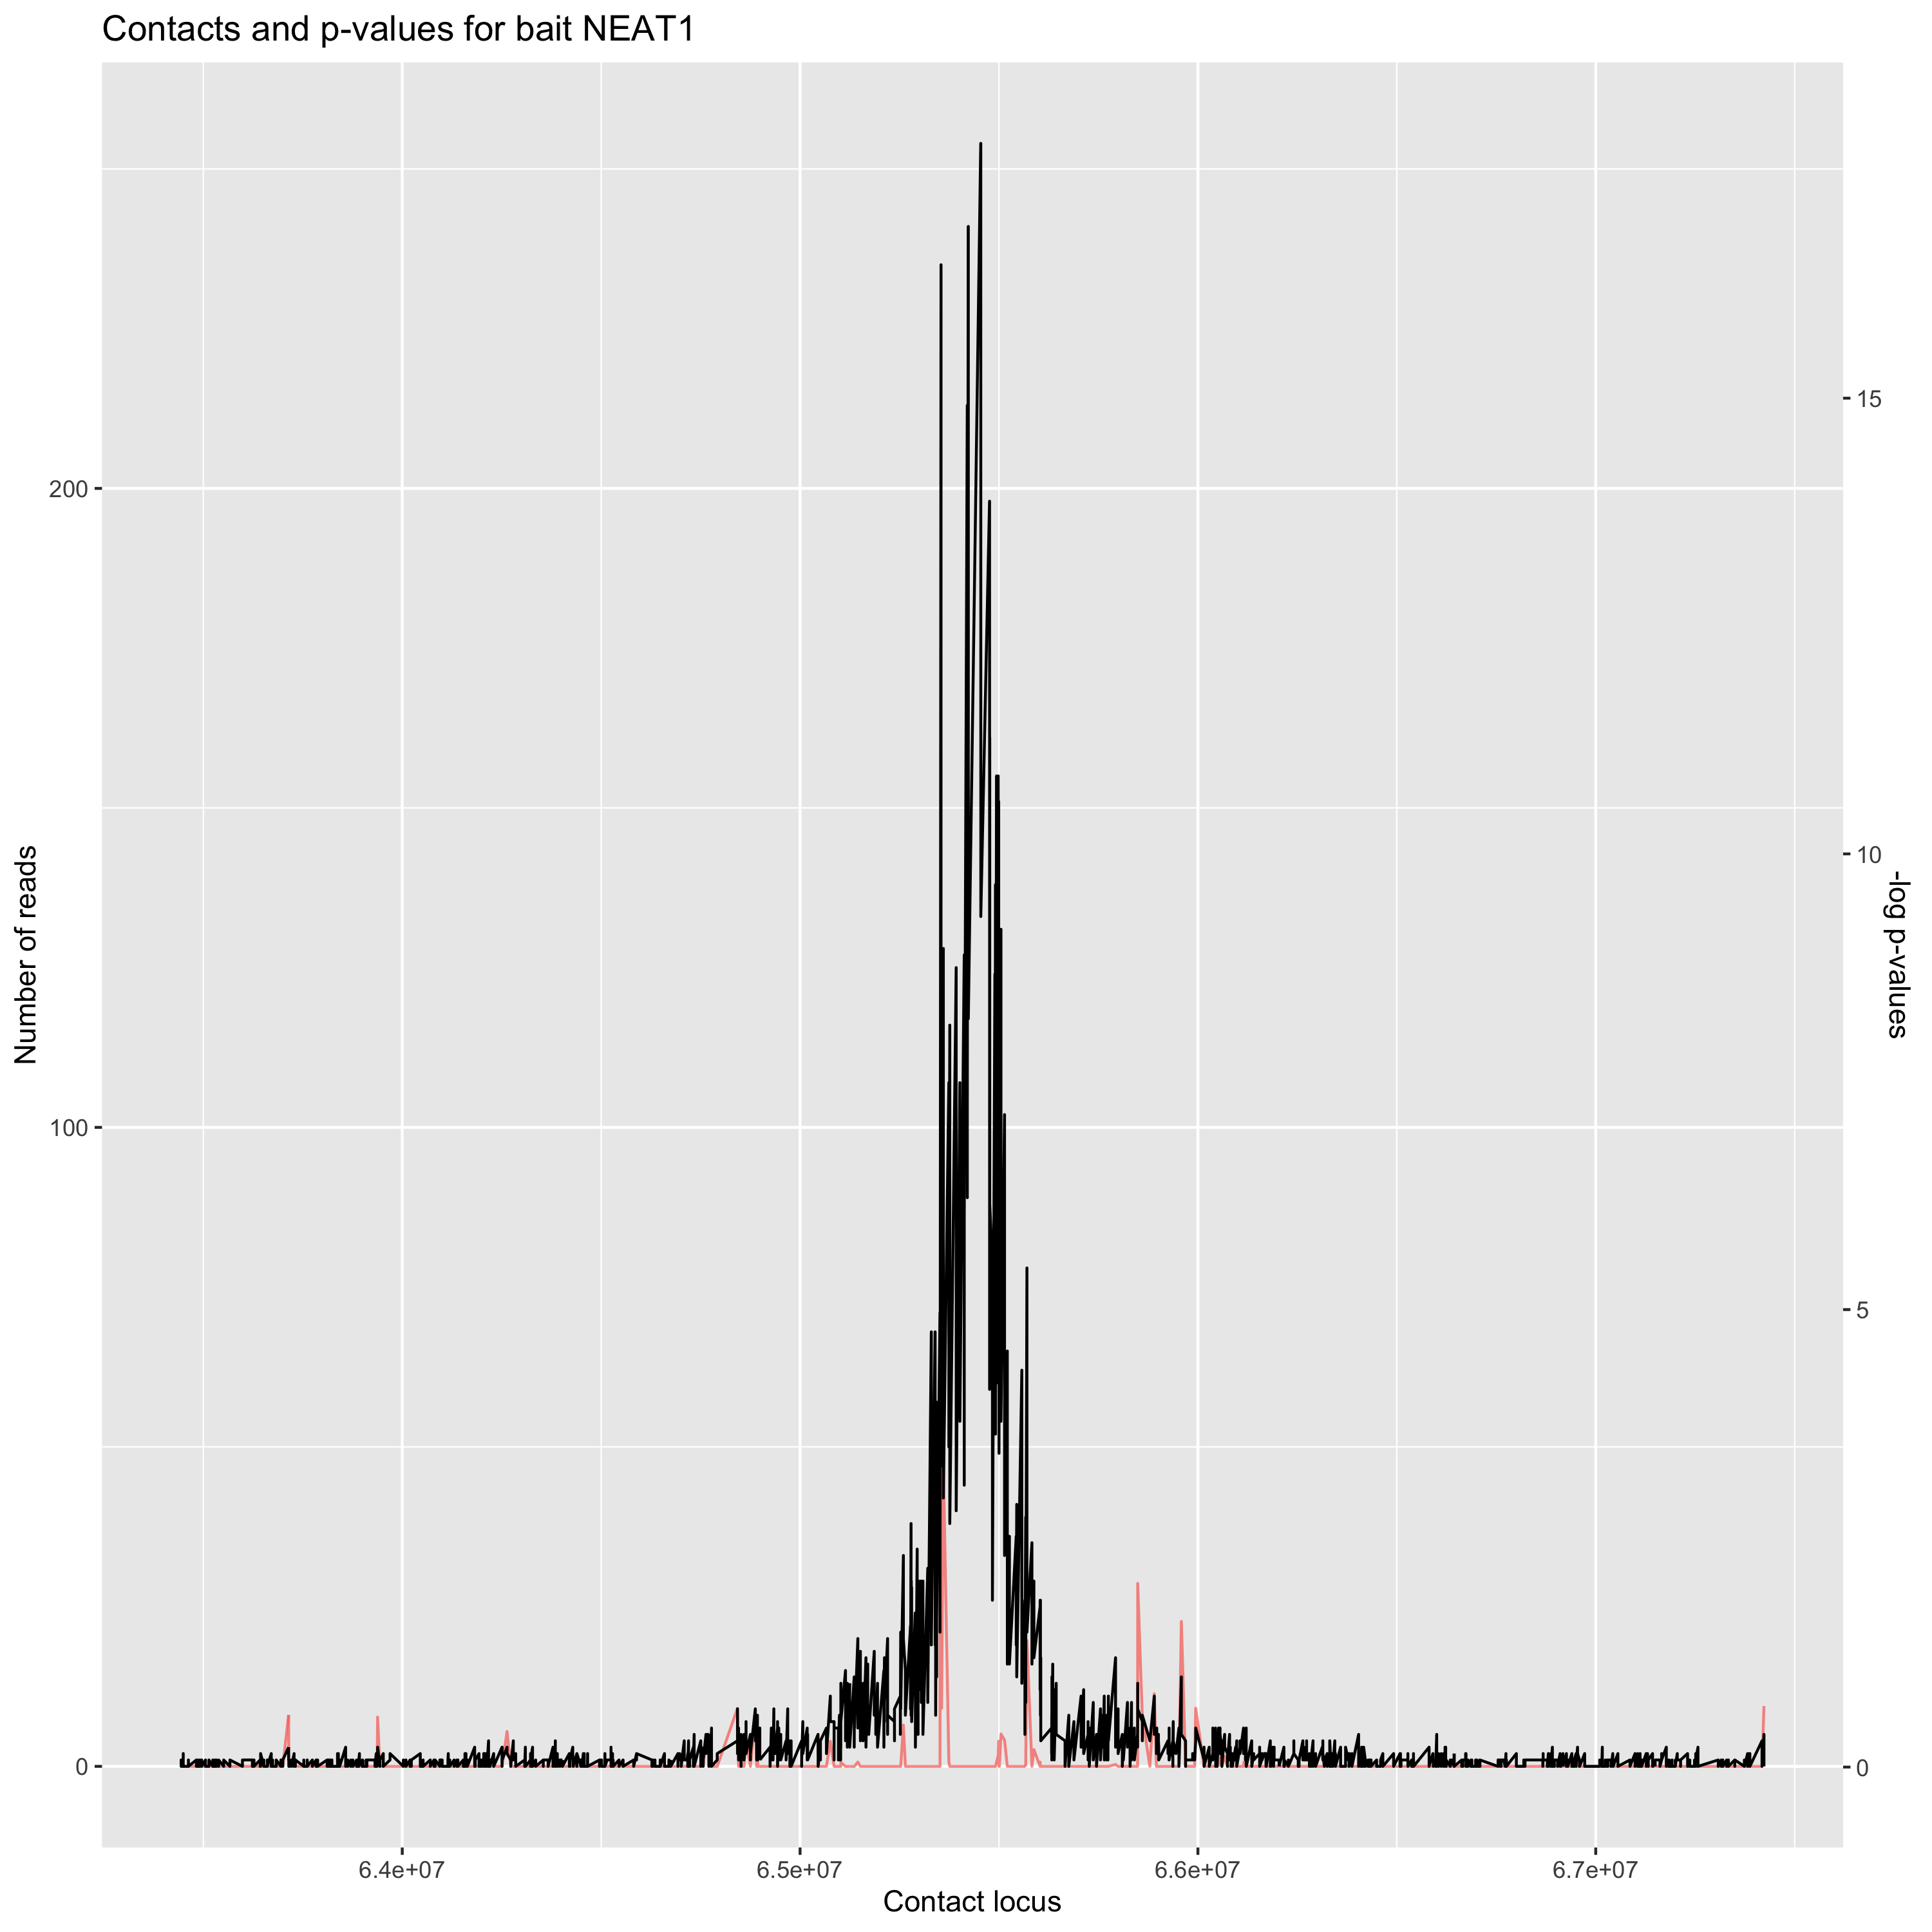 Contacts and p-values for bait NEAT1
Number of reads
200
100
0
15
10
5
0
-log p-values
6.4e+07 6.5e+07 6.6e+07 6.7e+07
Contact locus